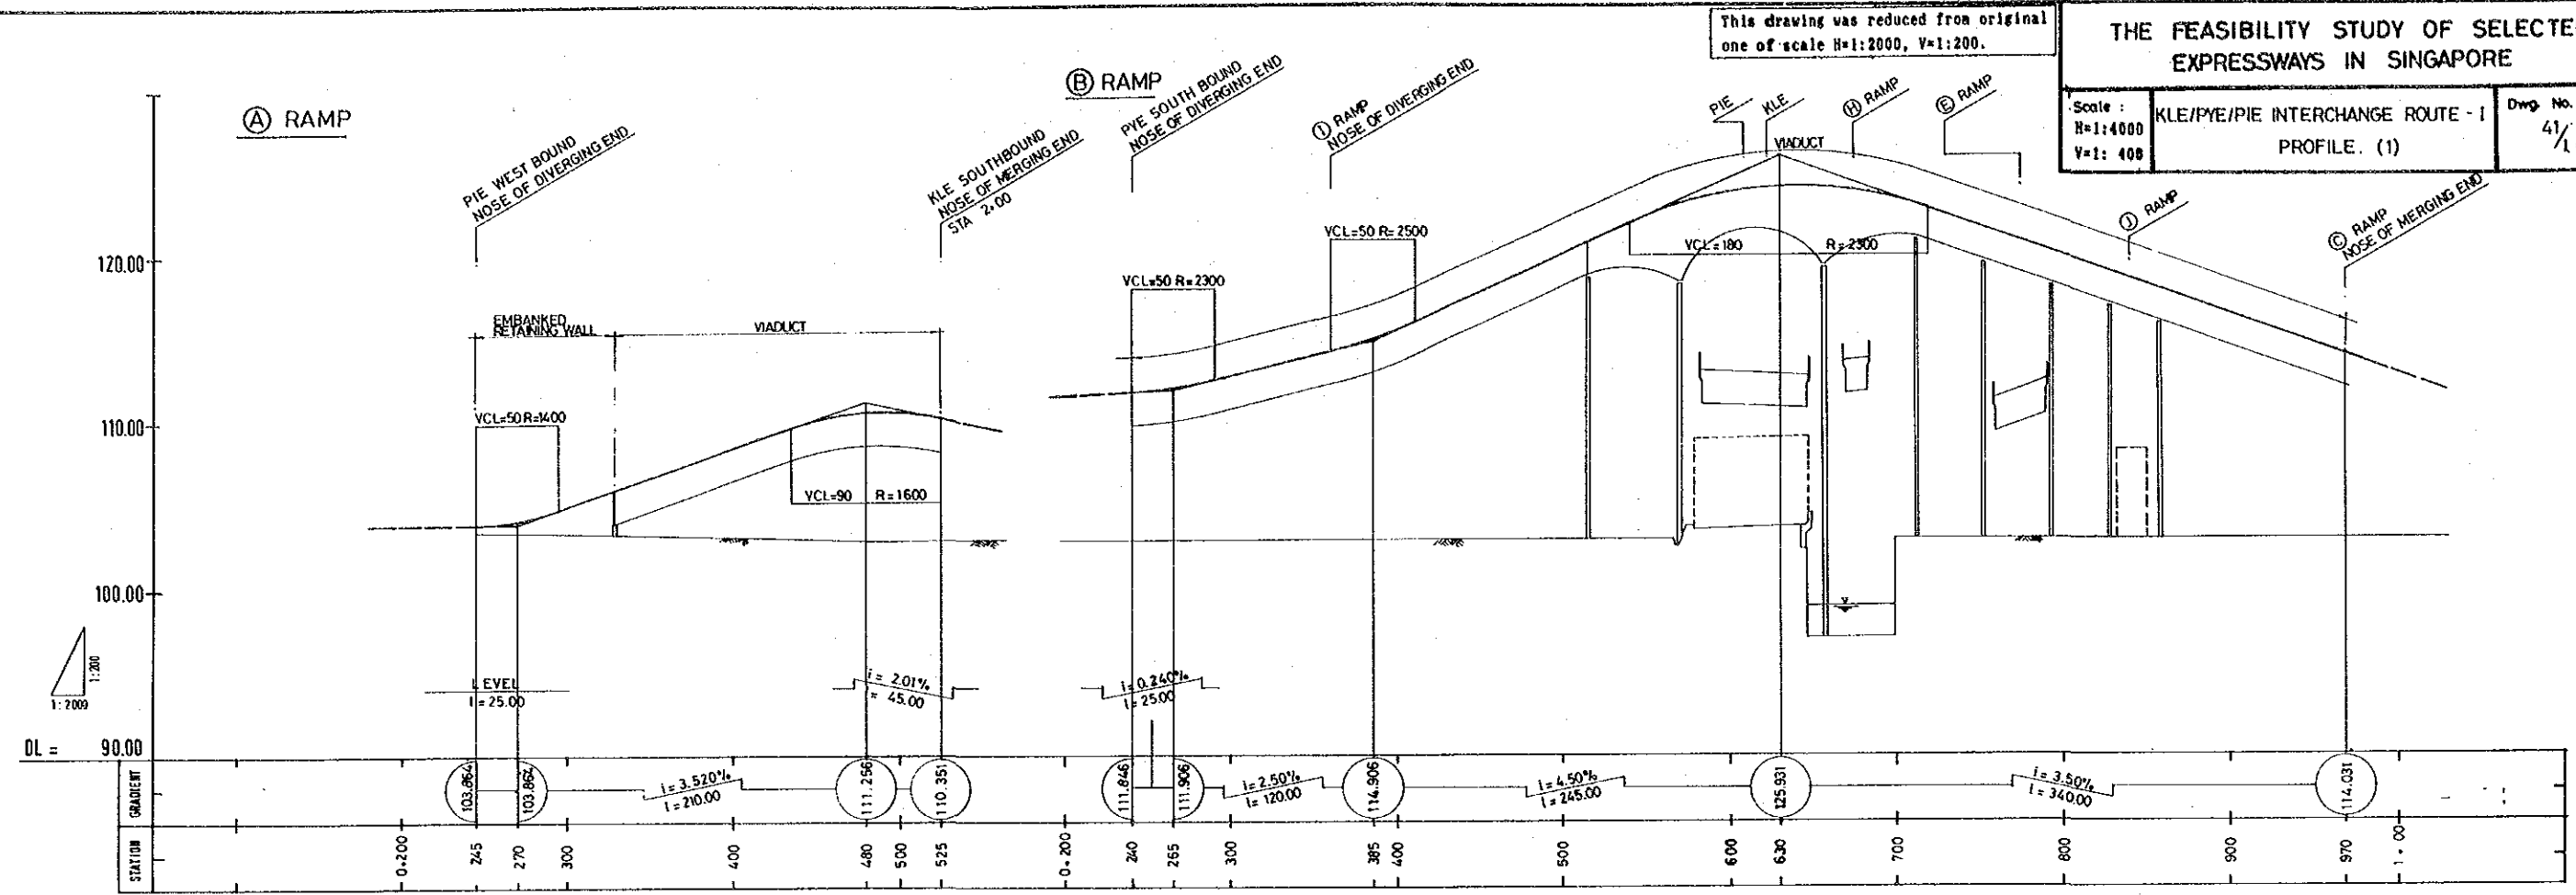 This drawing was reduced from original
one of scale H=1:2000, V=1:200.
THE FEASIBILITY STUDY OF SELECTE
EXPRESSWAYS IN SINGAPORE
Scale :
H=1:4000
V=1: 400
KLE/PYE/PIE INTERCHANGE ROUTE - 1
PROFILE. (1)
Dwg. No.
41/1
Ⓐ RAMP
PIE WEST BOUND
NOSE OF DIVERGING END
KLE SOUTHBOUND
NOSE OF MERGING END
STA 2+00
Ⓑ RAMP
PYE SOUTH BOUND
NOSE OF DIVERGING END
Ⓘ RAMP
NOSE OF DIVERGING END
PIE
KLE
Ⓗ RAMP
Ⓔ RAMP
VIADUCT
Ⓙ RAMP
Ⓒ RAMP
NOSE OF MERGING END
120.00
110.00
100.00
DL = 90.00
1:200
1:2000
EMBANKED
RETAINING WALL
VIADUCT
VCL=50 R=1400
VCL=90 R=1600
VCL=50 R=2300
VCL=50 R=2500
VCL=180 R=2300
LEVEL
l=25.00
i= 2.01%
l= 45.00
i=0.240%
l=25.00
GRADIENT
103.864
103.864
i= 3.520%
l=210.00
111.256
110.351
111.846
111.906
i=2.50%
l= 120.00
114.906
i=4.50%
l=245.00
125.931
i= 3.50%
l = 340.00
114.031
STATION
0+200
245
270
300
400
480
500
525
0+200
240
265
300
385
400
500
600
630
700
800
900
970
1+00